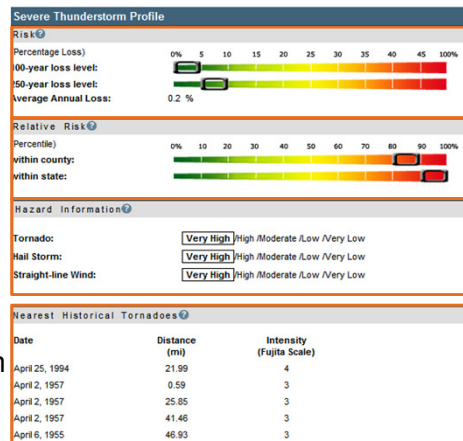 Severe Thunderstorm Profile
Risk?
Percentage Loss) 0% 5 10 15 20 25 30 35 40 45 100%
00-year loss level:
250-year loss level:
Average Annual Loss: 0.2 %
Relative Risk?
Percentile) 0% 10 20 30 40 50 60 70 80 90 100%
within county:
within state:
Hazard Information?
Tornado: Very High /High /Moderate /Low /Very Low
Hail Storm: Very High /High /Moderate /Low /Very Low
Straight-line Wind: Very High /High /Moderate /Low /Very Low
Nearest Historical Tornadoes?
Date Distance (mi) Intensity (Fujita Scale)
April 25, 1994 21.99 4
April 2, 1957 0.59 3
April 2, 1957 25.85 3
April 2, 1957 41.46 3
April 6, 1955 46.93 3